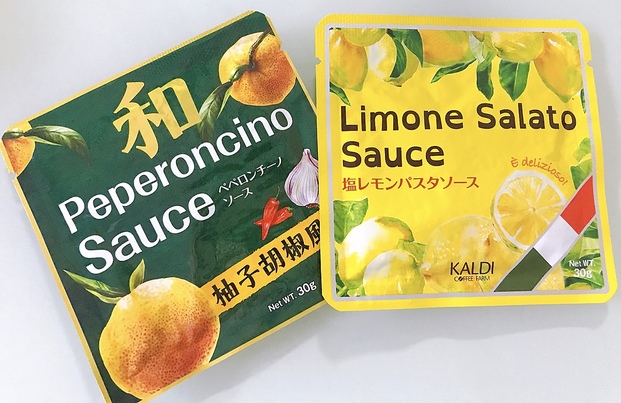 和
Peperoncino
Sauce
ペペロンチーノ
ソース
柚子胡椒風
Net WT. 30g
Limone Salato
Sauce
塩レモンパスタソース
È delizioso!
KALDI
COFFEE FARM
Net WT.
30g